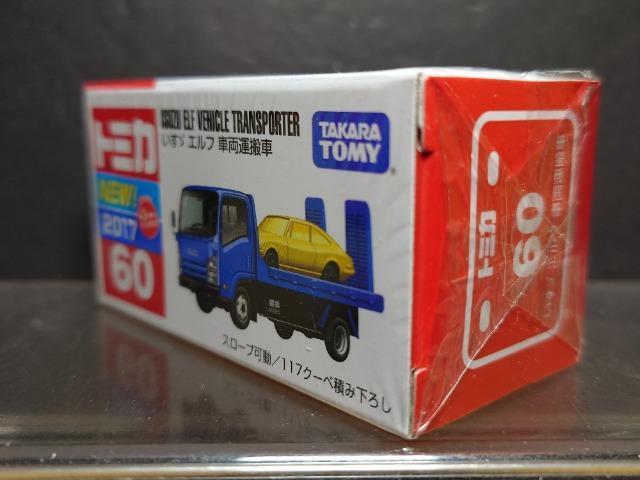 トミカ
NEW!
2017
60
ISUZU ELF VEHICLE TRANSPORTER
いすゞ エルフ 車両運搬車
TAKARA
TOMY
スロープ可動/117クーペ積み下ろし
トミカ
60